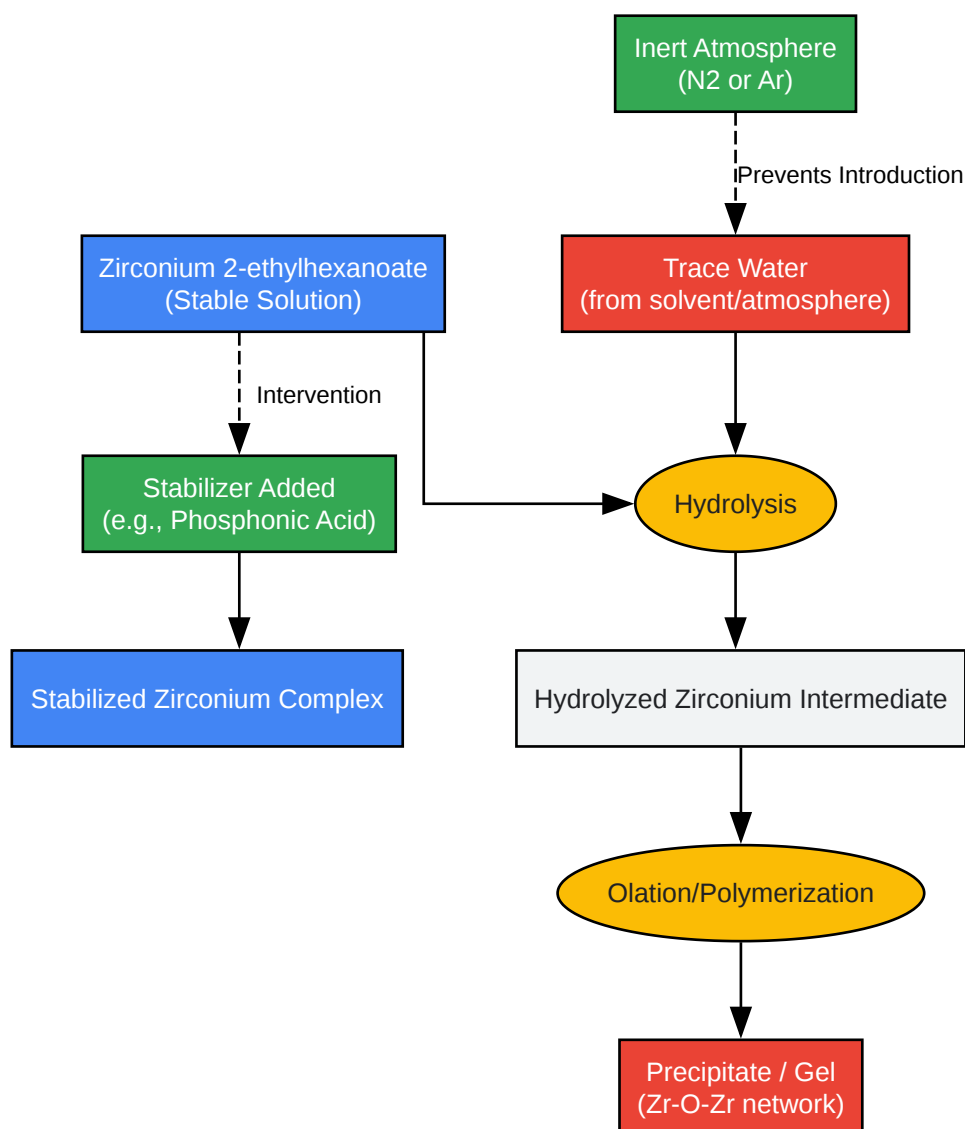 Inert Atmosphere
(N2 or Ar)
Prevents Introduction
Zirconium 2-ethylhexanoate
(Stable Solution)
Trace Water
(from solvent/atmosphere)
Intervention
Stabilizer Added
(e.g., Phosphonic Acid)
Hydrolysis
Stabilized Zirconium Complex
Hydrolyzed Zirconium Intermediate
Olation/Polymerization
Precipitate / Gel
(Zr-O-Zr network)